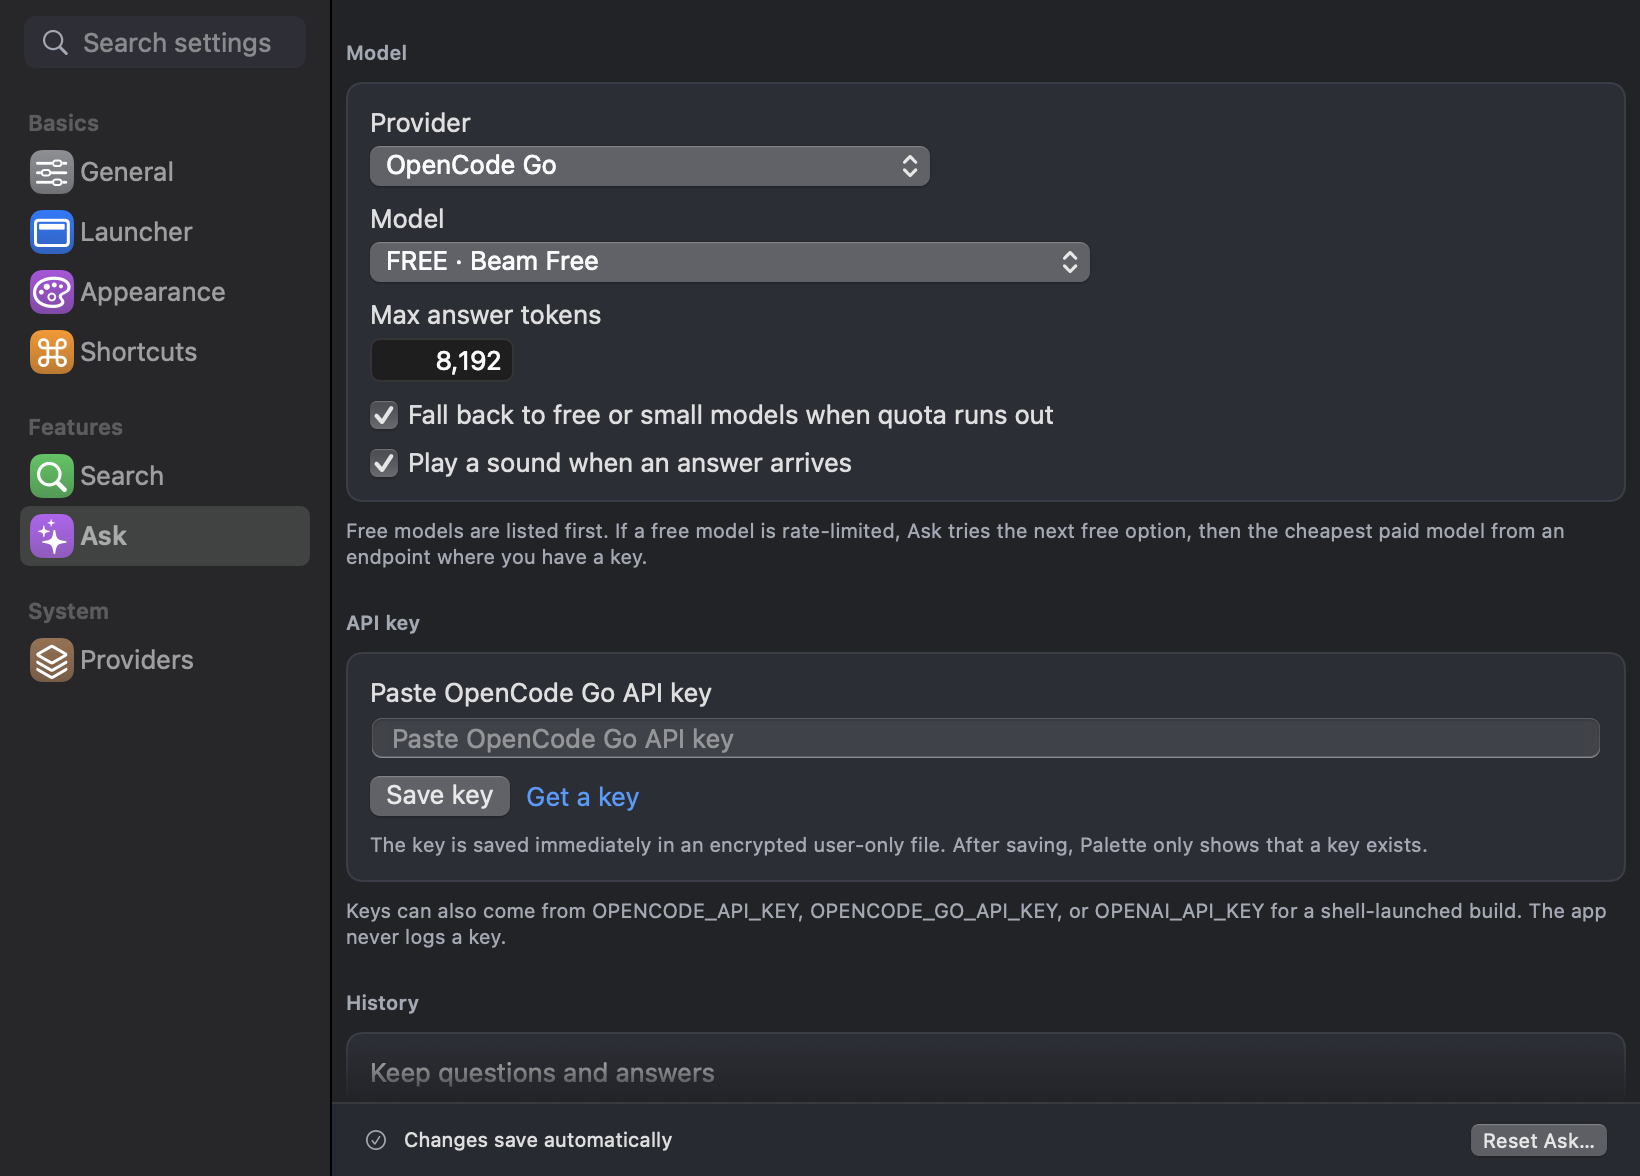 Search settings
Basics
General
Launcher
Appearance
Shortcuts
Features
Search
Ask
System
Providers
Model
Provider
OpenCode Go
Model
FREE · Beam Free
Max answer tokens
8,192
Fall back to free or small models when quota runs out
Play a sound when an answer arrives
Free models are listed first. If a free model is rate-limited, Ask tries the next free option, then the cheapest paid model from an
endpoint where you have a key.
API key
Paste OpenCode Go API key
Paste OpenCode Go API key
Save key
Get a key
The key is saved immediately in an encrypted user-only file. After saving, Palette only shows that a key exists.
Keys can also come from OPENCODE_API_KEY, OPENCODE_GO_API_KEY, or OPENAI_API_KEY for a shell-launched build. The app
never logs a key.
History
Keep questions and answers
Changes save automatically
Reset Ask...